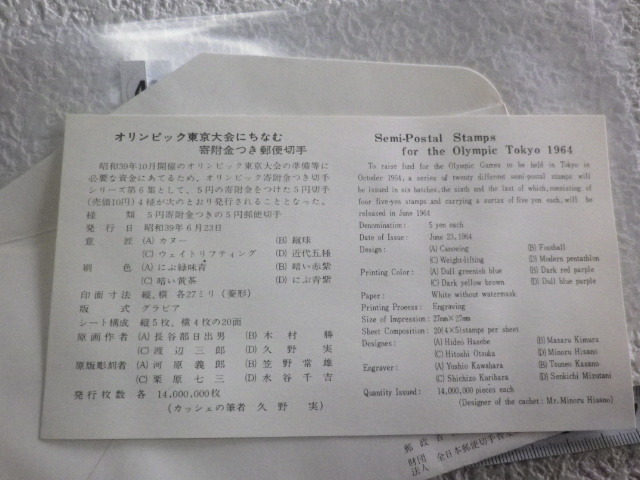 オリンピック東京大会にちなむ
寄附金つき郵便切手
昭和39年10月開催のオリンピック東京大会の準備等に
必要な資金にあてるため、オリンピック寄附金つき切手
シリーズ第6集として、5円の寄附金をつけた5円切手
(売価10円)4種が次のとおり発行されることとなった。
種類 5円寄附金つきの5円郵便切手
発行日 昭和39年6月23日
意匠 (A) カヌー (B) 蹴球
(C) ウェイトリフティング (D) 近代五種
刷色 (A) にぶ緑味青 (B) 暗い赤紫
(C) 暗い黄茶 (D) にぶ青紫
印面寸法 縦、横 各27ミリ (菱形)
版式 グラビア
シート構成 縦5枚、横4枚の20面
原画作者 (A) 長谷部日出男 (B) 木村勝
(C) 渡辺三郎 (D) 久野実
原版彫刻者 (A) 河原義郎 (B) 笠野常雄
(C) 栗原七三 (D) 水谷千吉
発行枚数 各 14,000,000枚
(カッシェの筆者 久野 実)
Semi-Postal Stamps
for the Olympic Tokyo 1964
To raise fund for the Olympic Games to be held in Tokyo in
October 1964, a series of twenty different semi-postal stamps will
be issued in six batches, the sixth and the last of which, consisting of
four five-yen stamps and carrying a surtax of five yen each, will be
released in June 1964
Denomination: 5 yen each
Date of Issue: June 23, 1964
Design: (A) Canoeing (B) Football
(C) Weight-lifting (D) Modern pentathlon
Printing Color: (A) Dull greenish blue (B) Dark red purple
(C) Dark yellow brown (D) Dull blue purple
Paper: White without watermark
Printing Process: Engraving
Size of Impression: 27mm×27mm
Sheet Composition: 20(4×5)stamps per sheet
Designes: (A) Hideo Hasebe (B) Masaru Kimura
(C) Hitoshi Otsuka (D) Minoru Hisano
Engraver: (A) Yoshio Kawahara (B) Tsuneo Kasano
(C) Shichizo Kurihara (D) Senkichi Mizutani
Quantity Issued: 14,000,000 pieces each
(Designer of the cachet: Mr. Minoru Hisano)
郵政
財団法人 全日本郵便切手